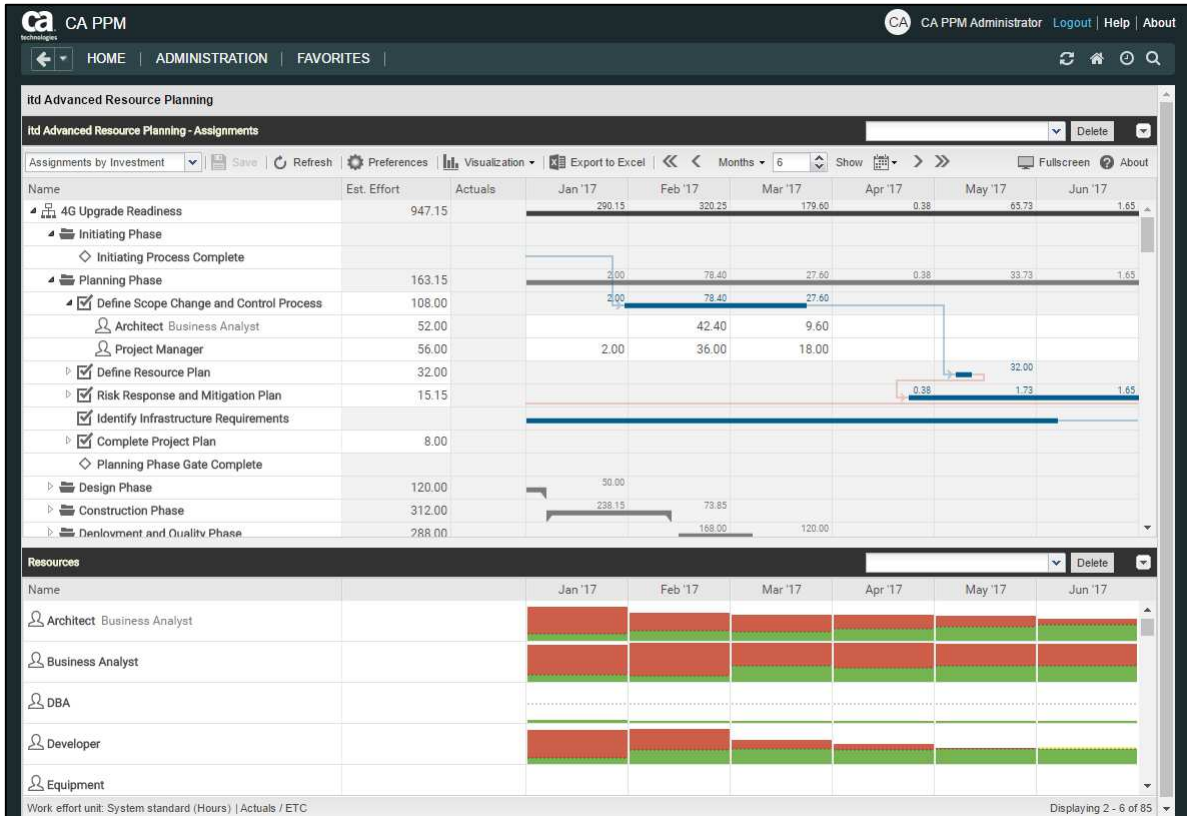 ca technologies CA PPM CA CA PPM Administrator Logout | Help | About
HOME | ADMINISTRATION | FAVORITES |
itd Advanced Resource Planning
itd Advanced Resource Planning - Assignments Delete
Assignments by Investment Save Refresh Preferences Visualization Export to Excel Months 6 Show Fullscreen About
Name Est. Effort Actuals Jan '17 Feb '17 Mar '17 Apr '17 May '17 Jun '17
4G Upgrade Readiness 947.15 290.15 320.25 179.60 0.38 65.73 1.65
Initiating Phase
Initiating Process Complete
Planning Phase 163.15 2.00 78.40 27.60 0.38 33.73 1.65
Define Scope Change and Control Process 108.00 2.00 78.40 27.60
Architect Business Analyst 52.00 42.40 9.60
Project Manager 56.00 2.00 36.00 18.00
Define Resource Plan 32.00 32.00
Risk Response and Mitigation Plan 15.15 0.38 1.73 1.65
Identify Infrastructure Requirements
Complete Project Plan 8.00
Planning Phase Gate Complete
Design Phase 120.00 50.00
Construction Phase 312.00 238.15 73.85
Deployment and Quality Phase 288.00 168.00 120.00
Resources Delete
Name Jan '17 Feb '17 Mar '17 Apr '17 May '17 Jun '17
Architect Business Analyst
Business Analyst
DBA
Developer
Equipment
Work effort unit: System standard (Hours) | Actuals / ETC Displaying 2 - 6 of 85